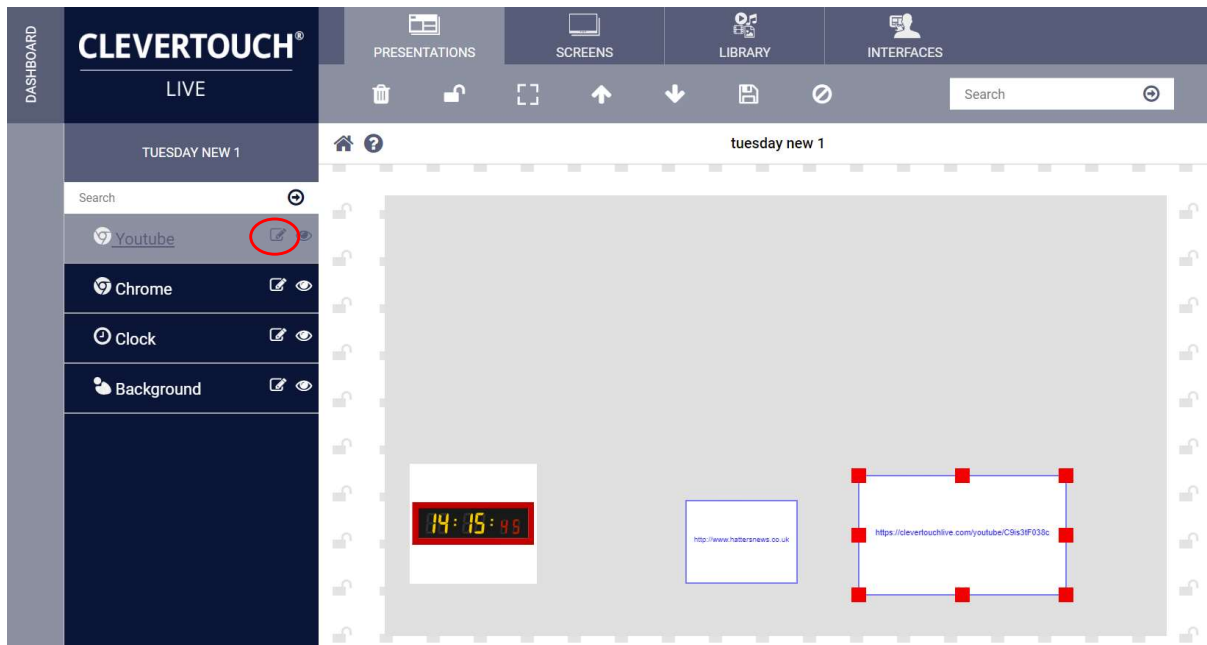 DASHBOARD
CLEVERTOUCH®
LIVE
PRESENTATIONS
SCREENS
LIBRARY
INTERFACES
Search
TUESDAY NEW 1
tuesday new 1
Search
Youtube
Chrome
Clock
Background
14:15:45
http://www.hattersnews.co.uk
https://clevertouchlive.com/youtube/C9is3fF038c